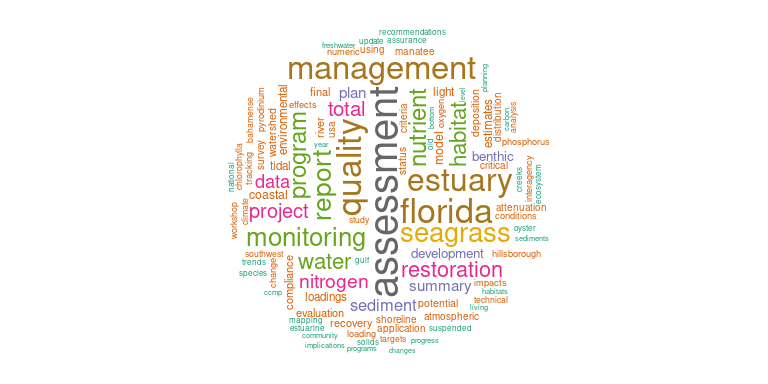 recommendations
update assurance
freshwater
numeric using manatee
management
final plan light level planning
effects total
assessment
quality
nutrient
habitat
program
report
environmental
watershed
pyrodinium
bahamense
survey
tracking
chlorophylla
national
river
usa
year
criteria
status
model
old
bottom
oxygen
deposition
estimates
distribution
carbon
analysis
phosphorus
benthic
critical
tidal
data
coastal
estuary
creeks
interagency
ecosystem
project
climate
workshop
study
florida
attenuation
conditions
oyster
sediments
seagrass
monitoring
southwest
trends
change
species
ccmp
water
gulf
development
hillsborough
restoration
nitrogen
compliance
loadings
summary
impacts
habitats
technical
living
sediment
potential
evaluation
atmospheric
mapping
recovery
shoreline
estuarine
application
suspended
community
loading
solids
targets
progress
implications
programs
changes